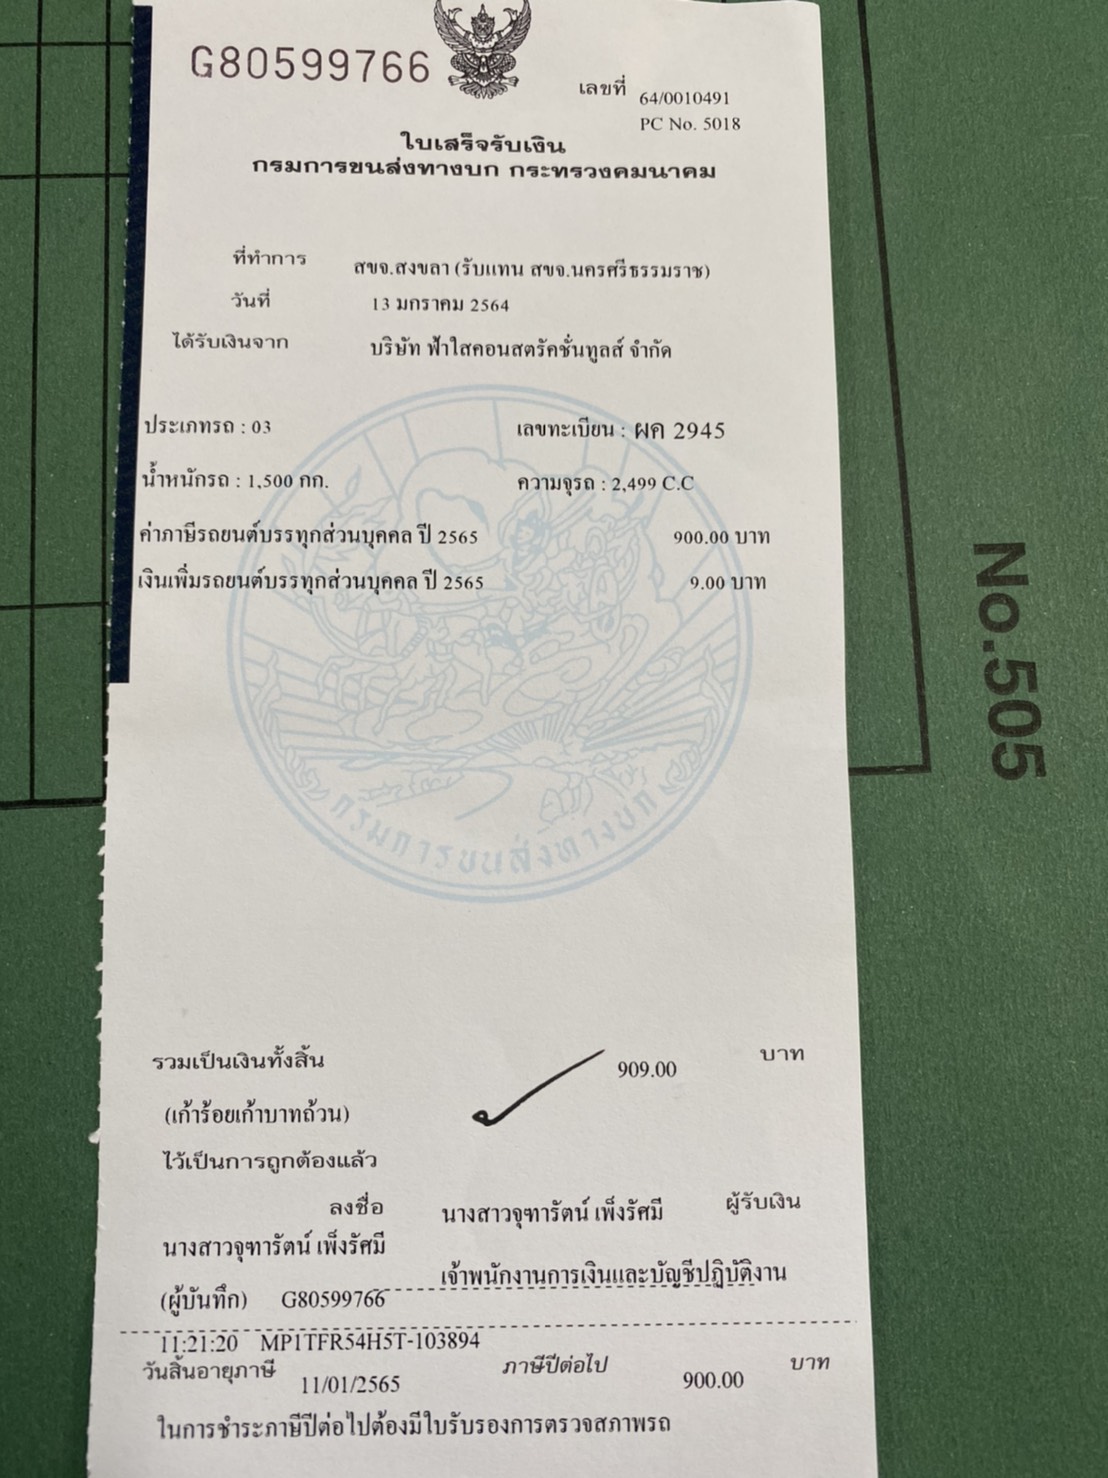 G80599766
เลขที่ 64/0010491
PC No. 5018
ใบเสร็จรับเงิน
กรมการขนส่งทางบก กระทรวงคมนาคม
ที่ทำการ สขจ.สงขลา (รับแทน สขจ.นครศรีธรรมราช)
วันที่ 13 มกราคม 2564
ได้รับเงินจาก บริษัท ฟ้าใสคอนสตรัคชั่นทูลส์ จำกัด
ประเภทรถ : 03 เลขทะเบียน : ผค 2945
น้ำหนักรถ : 1,500 กก. ความจุรถ : 2,499 C.C
ค่าภาษีรถยนต์บรรทุกส่วนบุคคล ปี 2565 900.00 บาท
เงินเพิ่มรถยนต์บรรทุกส่วนบุคคล ปี 2565 9.00 บาท
กรมการขนส่งทางบก
No.505
รวมเป็นเงินทั้งสิ้น 909.00 บาท
(เก้าร้อยเก้าบาทถ้วน)
ไว้เป็นการถูกต้องแล้ว
ลงชื่อ นางสาวจุฑารัตน์ เพ็งรัศมี ผู้รับเงิน
นางสาวจุฑารัตน์ เพ็งรัศมี
เจ้าพนักงานการเงินและบัญชีปฏิบัติงาน
(ผู้บันทึก) G80599766
11:21:20 MP1TFR54H5T-103894
วันสิ้นอายุภาษี 11/01/2565 ภาษีปีต่อไป 900.00 บาท
ในการชำระภาษีปีต่อไปต้องมีใบรับรองการตรวจสภาพรถ